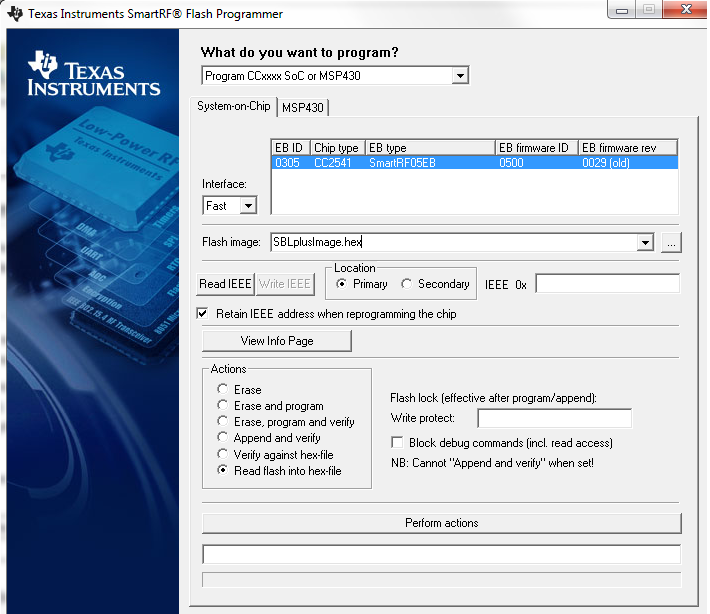 Texas Instruments SmartRF® Flash Programmer
TEXAS
INSTRUMENTS
Low-Power RF
Texas Instruments
DMA
UART
ADC
Encryption
IEEE 802.15.4 RF Transceiver
What do you want to program?
Program CCxxxx SoC or MSP430
System-on-Chip MSP430
EB ID Chip type EB type EB firmware ID EB firmware rev
0305 CC2541 SmartRF05EB 0500 0029 (old)
Interface:
Fast
Flash image: SBLplusImage.hex ...
Location
Read IEEE Write IEEE Primary Secondary IEEE 0x
Retain IEEE address when reprogramming the chip
View Info Page
Actions
Erase
Erase and program
Erase, program and verify
Append and verify
Verify against hex-file
Read flash into hex-file
Flash lock (effective after program/append):
Write protect:
Block debug commands (incl. read access)
NB: Cannot "Append and verify" when set!
Perform actions